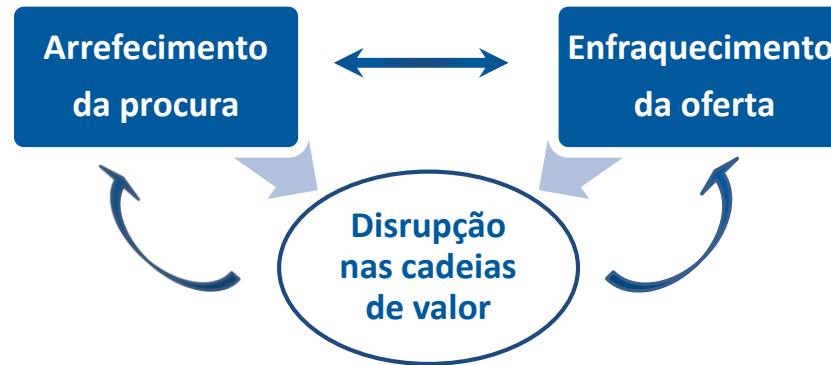 Arrefecimento
da procura
Enfraquecimento
da oferta
Disrupção
nas cadeias
de valor